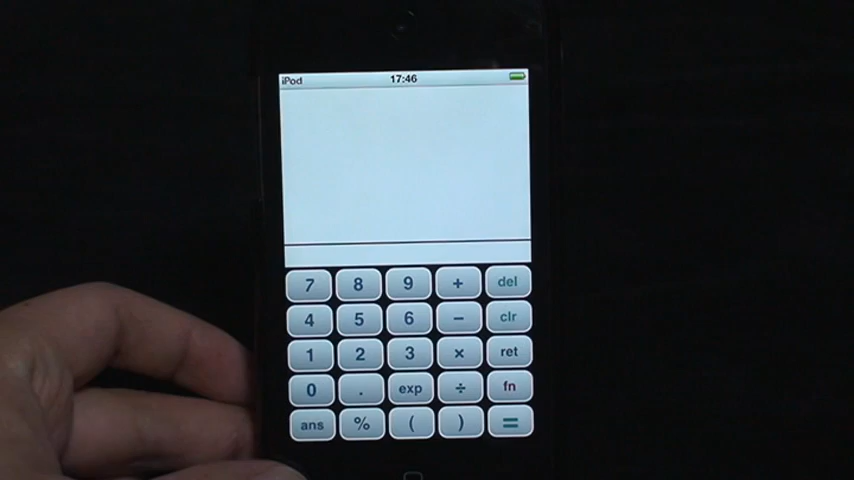 iPod 17:46
7 8 9 + del
4 5 6 − clr
1 2 3 × ret
0 . exp ÷ fn
ans % ( ) =